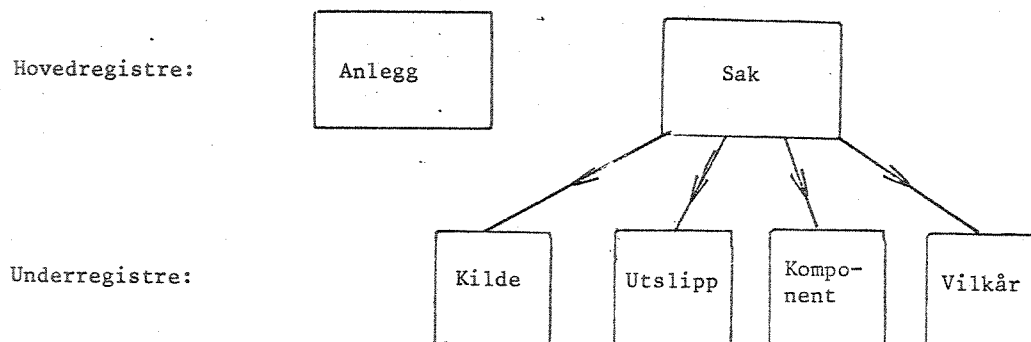 Hovedregistre:
Anlegg
Sak
Underregistre:
Kilde
Utslipp
Kompo-
nent
Vilkår